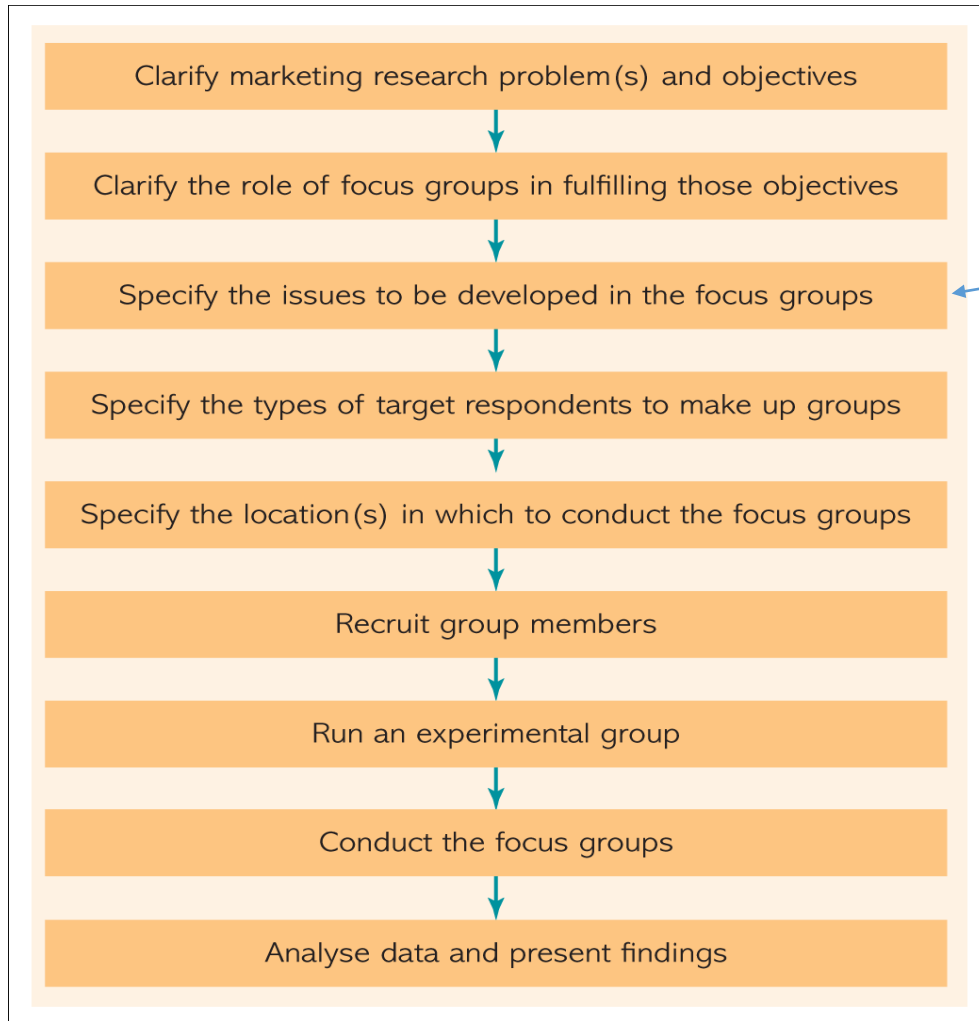 Clarify marketing research problem(s) and objectives
Clarify the role of focus groups in fulfilling those objectives
Specify the issues to be developed in the focus groups
Specify the types of target respondents to make up groups
Specify the location(s) in which to conduct the focus groups
Recruit group members
Run an experimental group
Conduct the focus groups
Analyse data and present findings